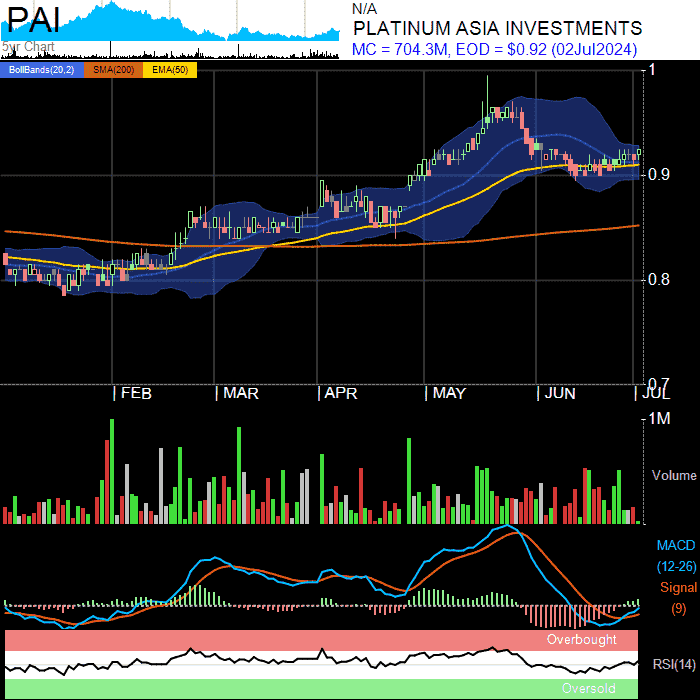 PAI
5yr Chart
N/A
PLATINUM ASIA INVESTMENTS
MC = 704.3M, EOD = $0.92 (02Jul2024)
BollBands(20,2) SMA(200) EMA(50)
1
0.9
0.8
0.7
FEB MAR APR MAY JUN JUL
1M
Volume
MACD
(12-26)
Signal
(9)
Overbought
RSI(14)
Oversold